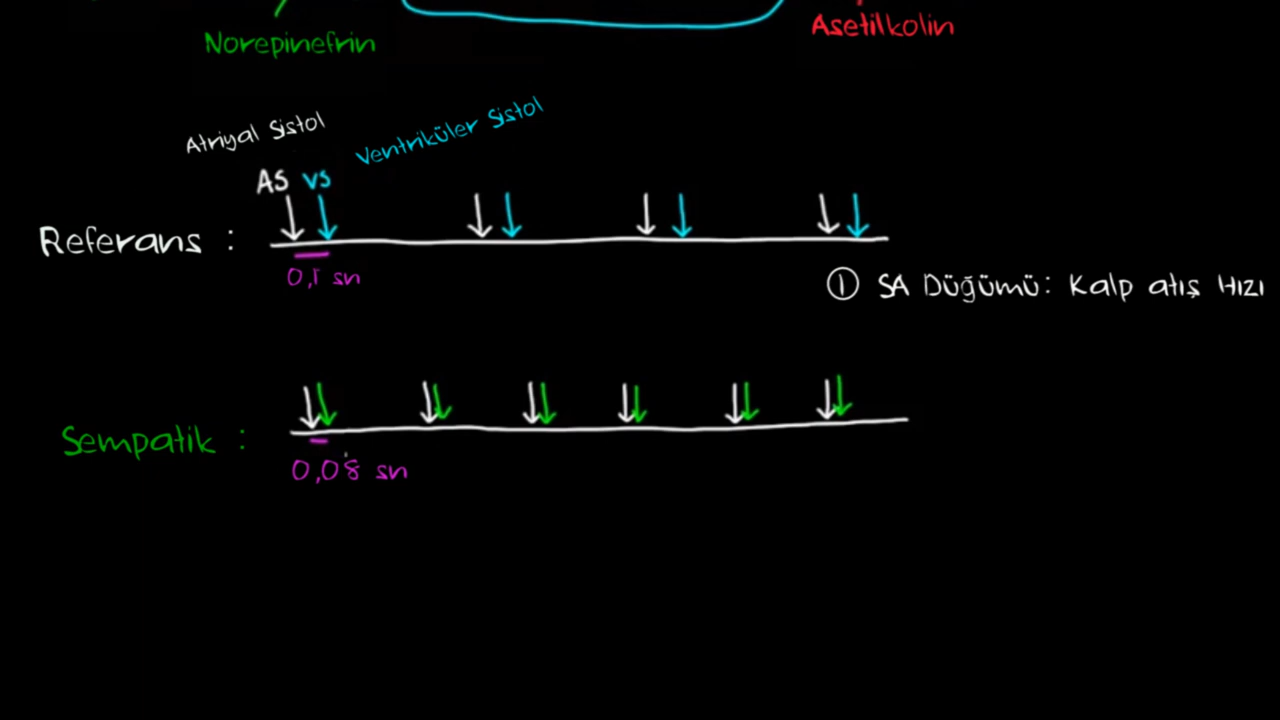 Norepinefrin
Asetilkolin
Atriyal Sistol
Ventriküler Sistol
AS VS
Referans :
0,1 sn
① SA Düğümü: Kalp atış Hızı
Sempatik :
0,08 sn